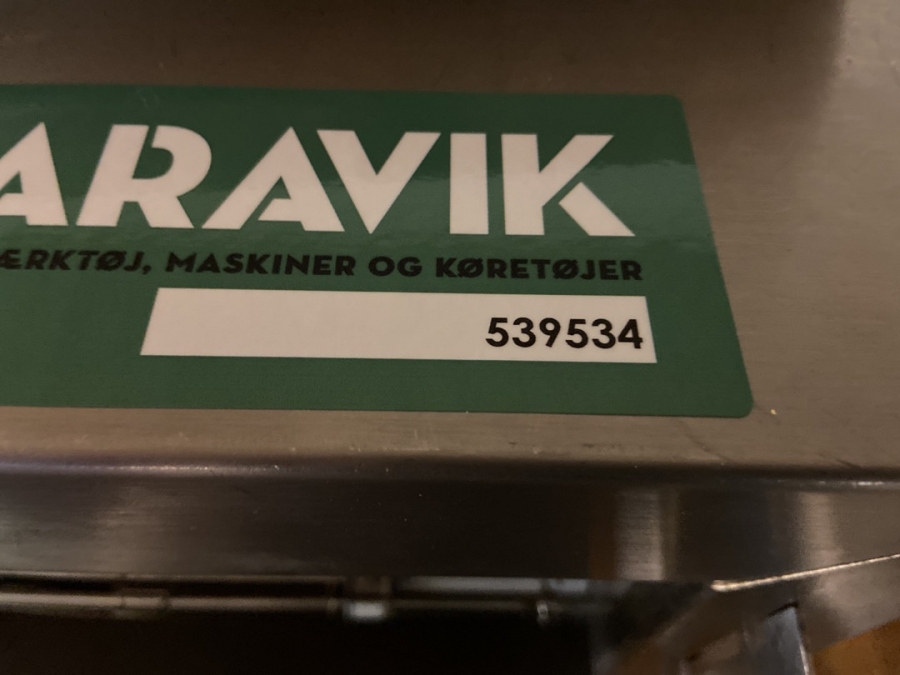 ARAVIK
ÆRKTØJ, MASKINER OG KØRETØJER
539534